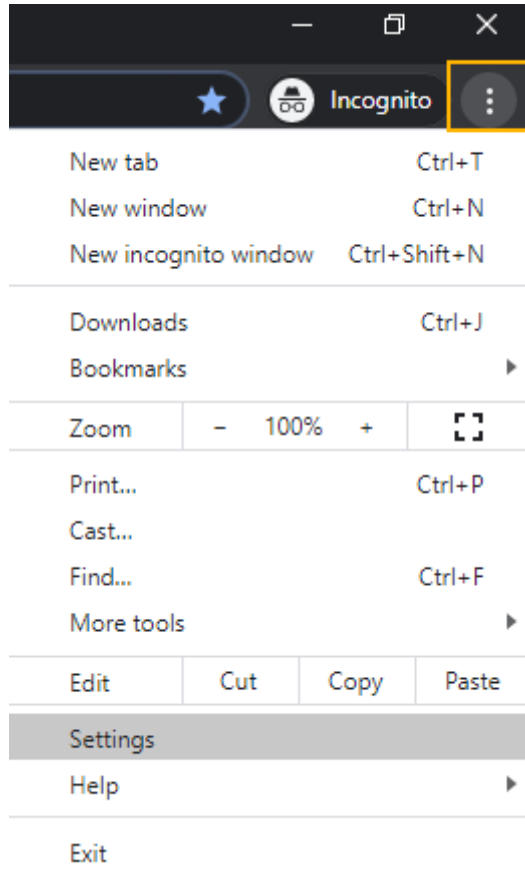 Incognito
New tab Ctrl+T
New window Ctrl+N
New incognito window Ctrl+Shift+N
Downloads Ctrl+J
Bookmarks
Zoom - 100% +
Print... Ctrl+P
Cast...
Find... Ctrl+F
More tools
Edit Cut Copy Paste
Settings
Help
Exit